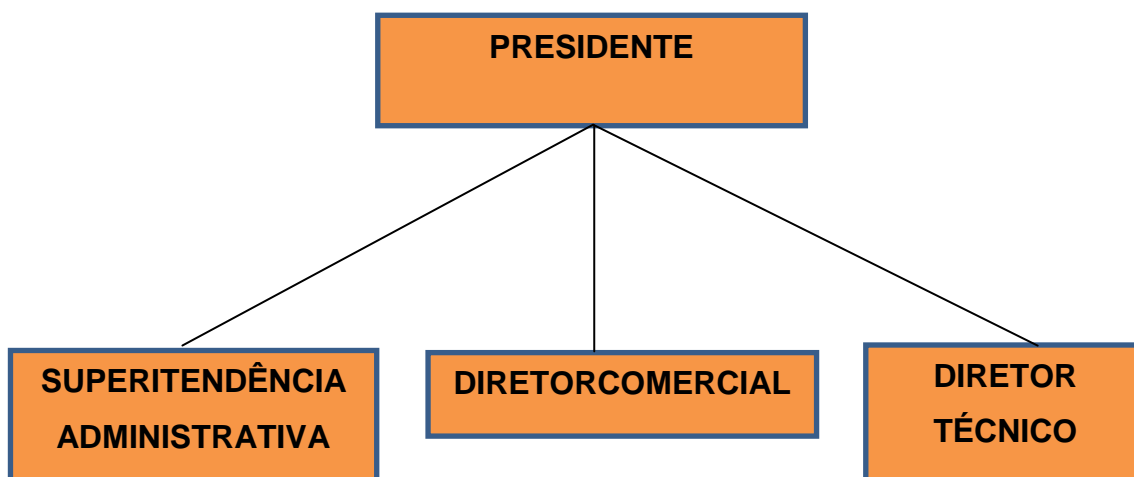 PRESIDENTE
SUPERITENDÊNCIA
ADMINISTRATIVA
DIRETORCOMERCIAL
DIRETOR
TÉCNICO